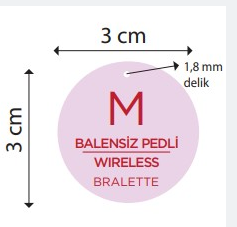 3 cm
1,8 mm
delik
3 cm
M
BALENSİZ PEDLİ
WIRELESS
BRALETTE